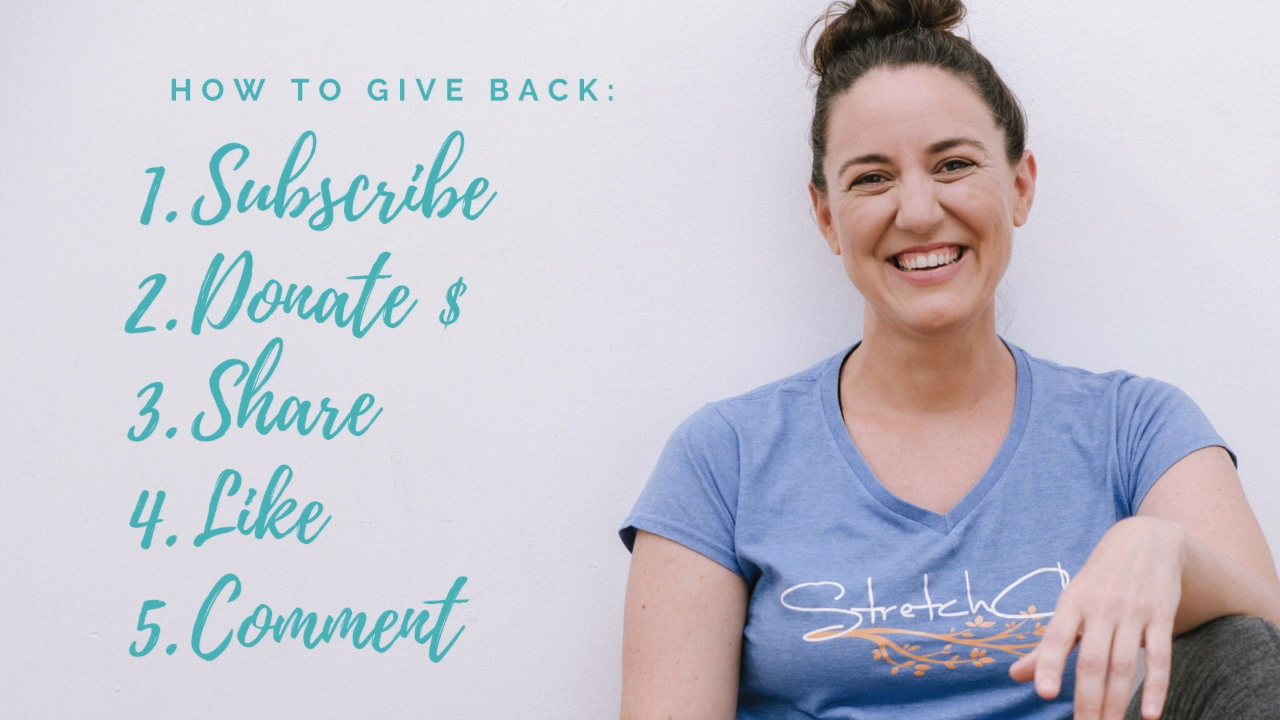 HOW TO GIVE BACK:
1. Subscribe
2. Donate $
3. Share
4. Like
5. Comment